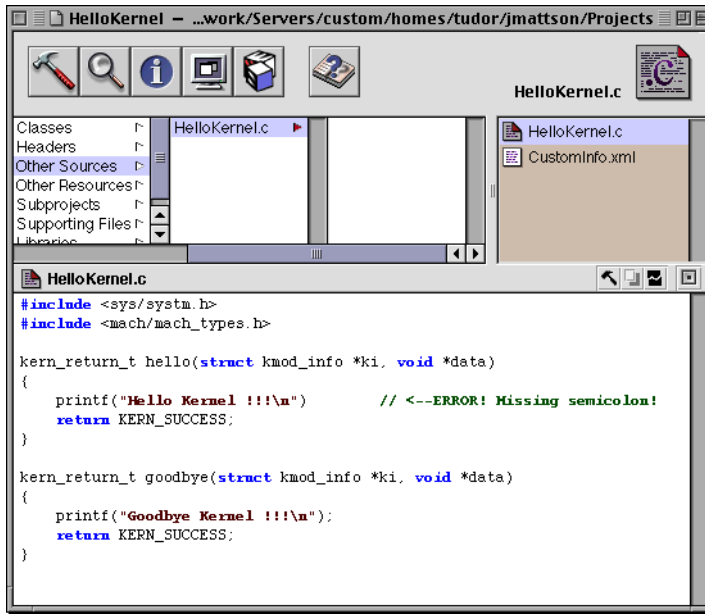 HelloKernel – ...work/Servers/custom/homes/tudor/jmattson/Projects
HelloKernel.c
.C
Classes
Headers
Other Sources
Other Resources
Subprojects
Supporting Files
Libraries
HelloKernel.c
HelloKernel.c
CustomInfo.xml
HelloKernel.c
#include <sys/systm.h>
#include <mach/mach_types.h>
kern_return_t hello(struct kmod_info *ki, void *data)
{
printf("Hello Kernel !!!\n") // <--ERROR! Missing semicolon!
return KERN_SUCCESS;
}
kern_return_t goodbye(struct kmod_info *ki, void *data)
{
printf("Goodbye Kernel !!!\n");
return KERN_SUCCESS;
}